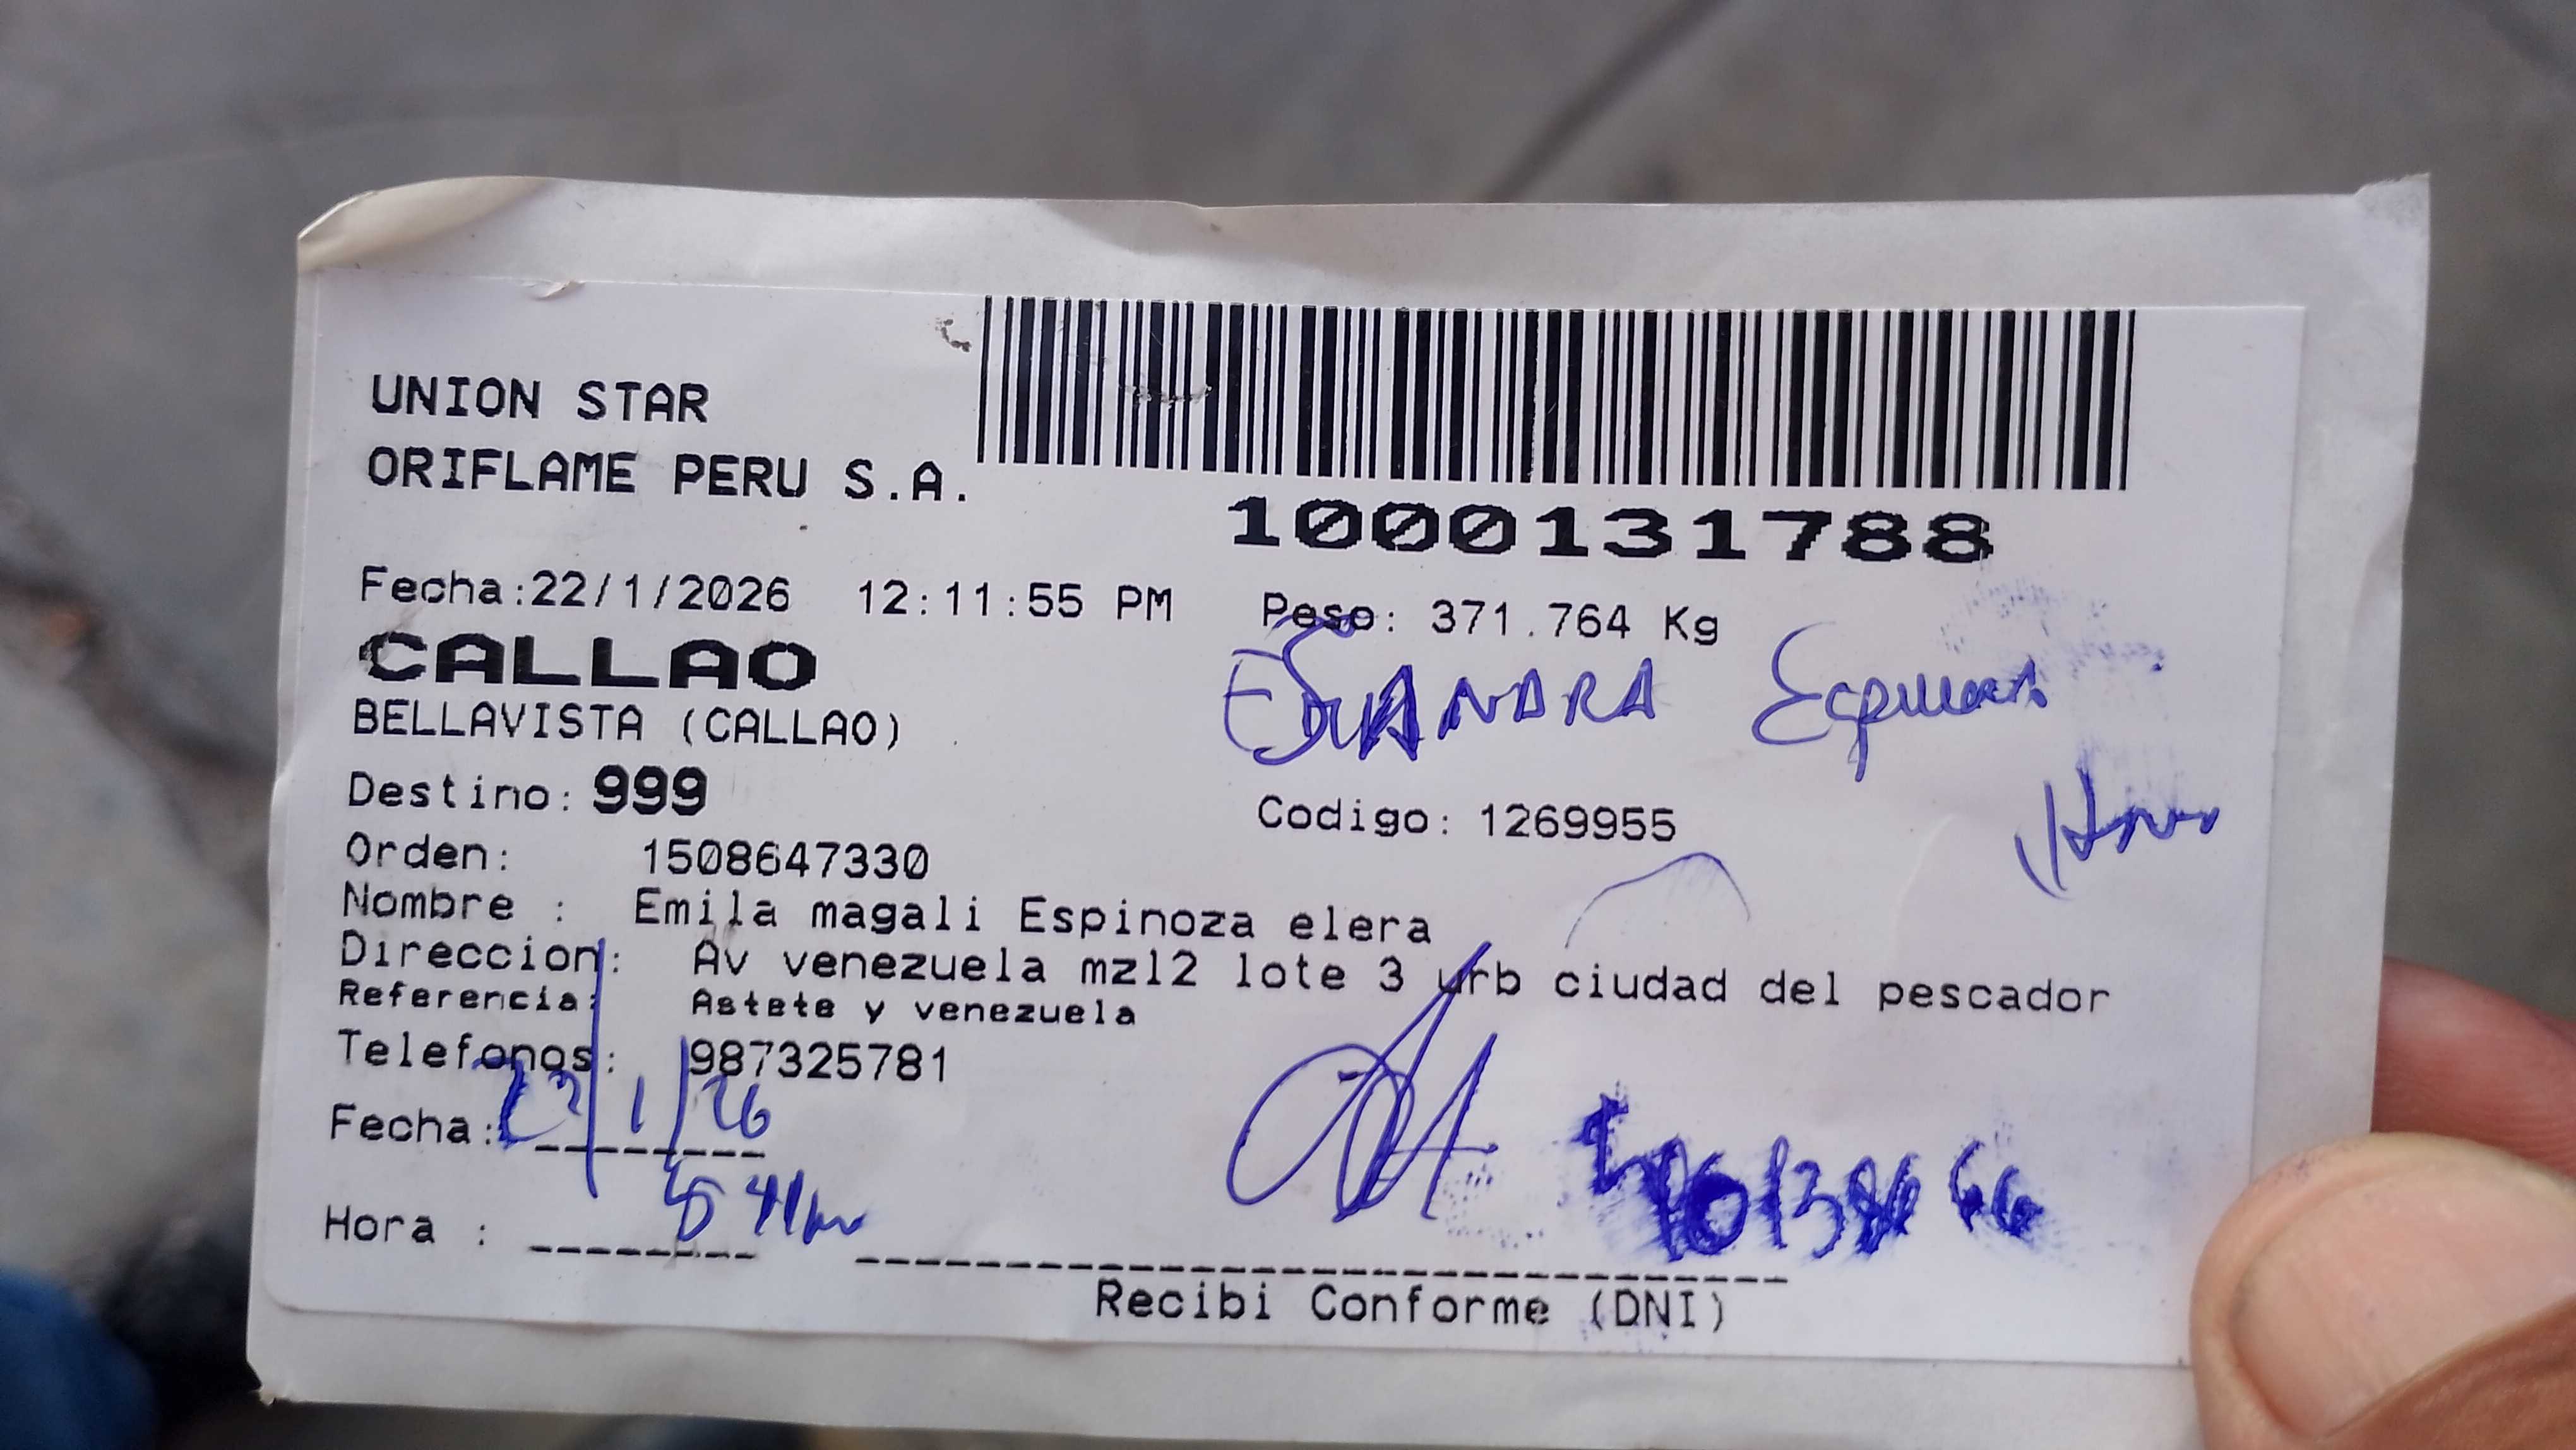 UNION STAR
ORIFLAME PERU S.A.
1000131788
Fecha:22/1/2026 12:11:55 PM Peso: 371.764 Kg
CALLAO
BELLAVISTA (CALLAO)
Destino: 999
Codigo: 1269955
Orden: 1508647330
Nombre : Emila magali Espinoza elera
Direccion: Av venezuela mzl2 lote 3 urb ciudad del pescador
Referencia: Astete y venezuela
Telefonos: 987325781
Fecha: 23/1/26
Hora :
Recibi Conforme (DNI)